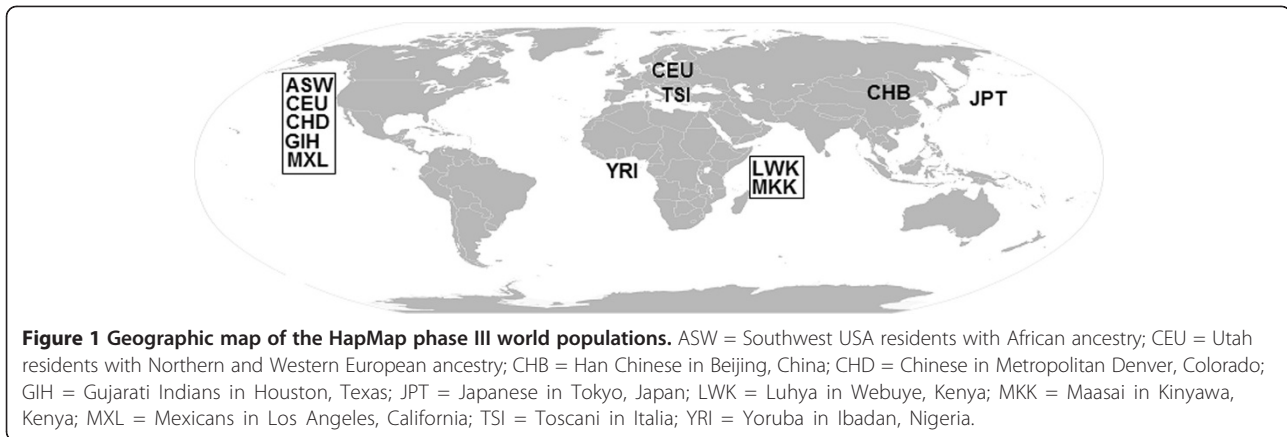 ASW
CEU
CHD
GIH
MXL
CEU
TSI
CHB
JPT
YRI
LWK
MKK
Figure 1 Geographic map of the HapMap phase III world populations. ASW = Southwest USA residents with African ancestry; CEU = Utah
residents with Northern and Western European ancestry; CHB = Han Chinese in Beijing, China; CHD = Chinese in Metropolitan Denver, Colorado;
GIH = Gujarati Indians in Houston, Texas; JPT = Japanese in Tokyo, Japan; LWK = Luhya in Webuye, Kenya; MKK = Maasai in Kinyawa,
Kenya; MXL = Mexicans in Los Angeles, California; TSI = Toscani in Italia; YRI = Yoruba in Ibadan, Nigeria.